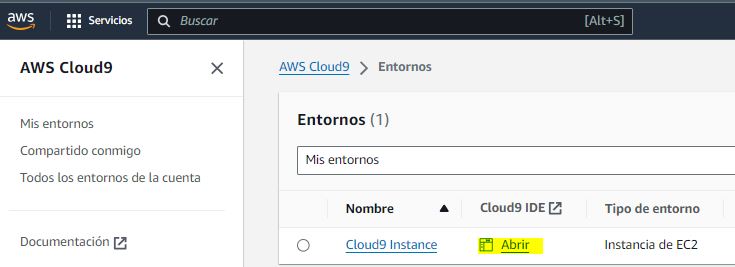 aws Servicios Buscar [Alt+S]
AWS Cloud9
Mis entornos
Compartido conmigo
Todos los entornos de la cuenta
Documentación
AWS Cloud9 Entornos
Entornos (1)
Mis entornos
Nombre Cloud9 IDE Tipo de entorno
Cloud9 Instance Abrir Instancia de EC2